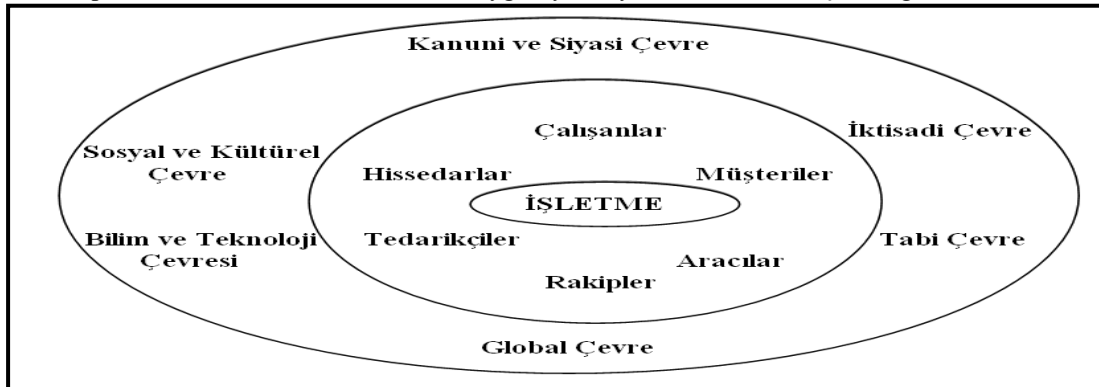 Kanuni ve Siyasi Çevre
Çalışanlar
İktisadi Çevre
Sosyal ve Kültürel
Çevre
Hissedarlar
Müşteriler
İŞLETME
Bilim ve Teknoloji
Çevresi
Tedarikçiler
Tabi Çevre
Aracılar
Rakipler
Global Çevre